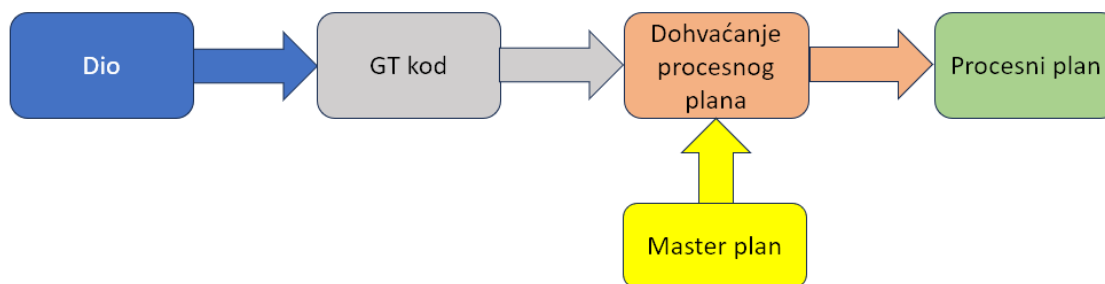 Dio
GT kod
Dohvaćanje
procesnog
plana
Procesni plan
Master plan